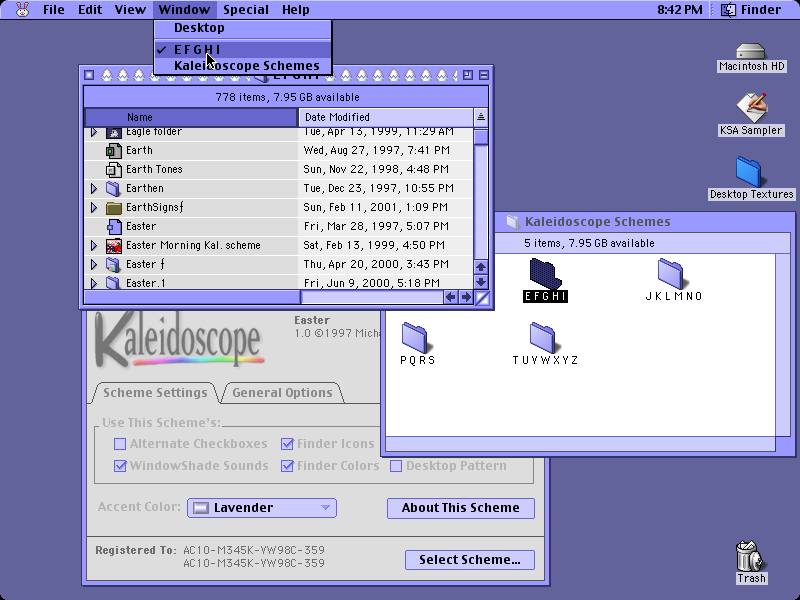 File Edit View Window Special Help 8:42 PM Finder
Desktop
✓ E F G H I
Kaleidoscope Schemes
E F G H I
778 items, 7.95 GB available
Name Date Modified
Eagle folder Tue, Apr 13, 1999, 11:29 AM
Earth Wed, Aug 27, 1997, 7:41 PM
Earth Tones Sun, Nov 22, 1998, 4:48 PM
Earthen Tue, Dec 23, 1997, 10:55 PM
EarthSignsƒ Sun, Feb 11, 2001, 1:09 PM
Easter Fri, Mar 28, 1997, 5:07 PM
Easter Morning Kal. scheme Sat, Feb 13, 1999, 4:50 PM
Easter ƒ Thu, Apr 20, 2000, 3:43 PM
Easter.1 Fri, Jun 9, 2000, 5:18 PM
Macintosh HD
KSA Sampler
Desktop Textures
Kaleidoscope Schemes
5 items, 7.95 GB available
E F G H I
J K L M N O
P Q R S
T U V W X Y Z
Kaleidoscope
Easter
1.0 ©1997 Micha
Scheme Settings General Options
Use This Scheme's:
Alternate Checkboxes Finder Icons
WindowShade Sounds Finder Colors Desktop Pattern
Accent Color: Lavender About This Scheme
Registered To: AC10-M345K-YW98C-359
AC10-M345K-YW98C-359
Select Scheme...
Trash